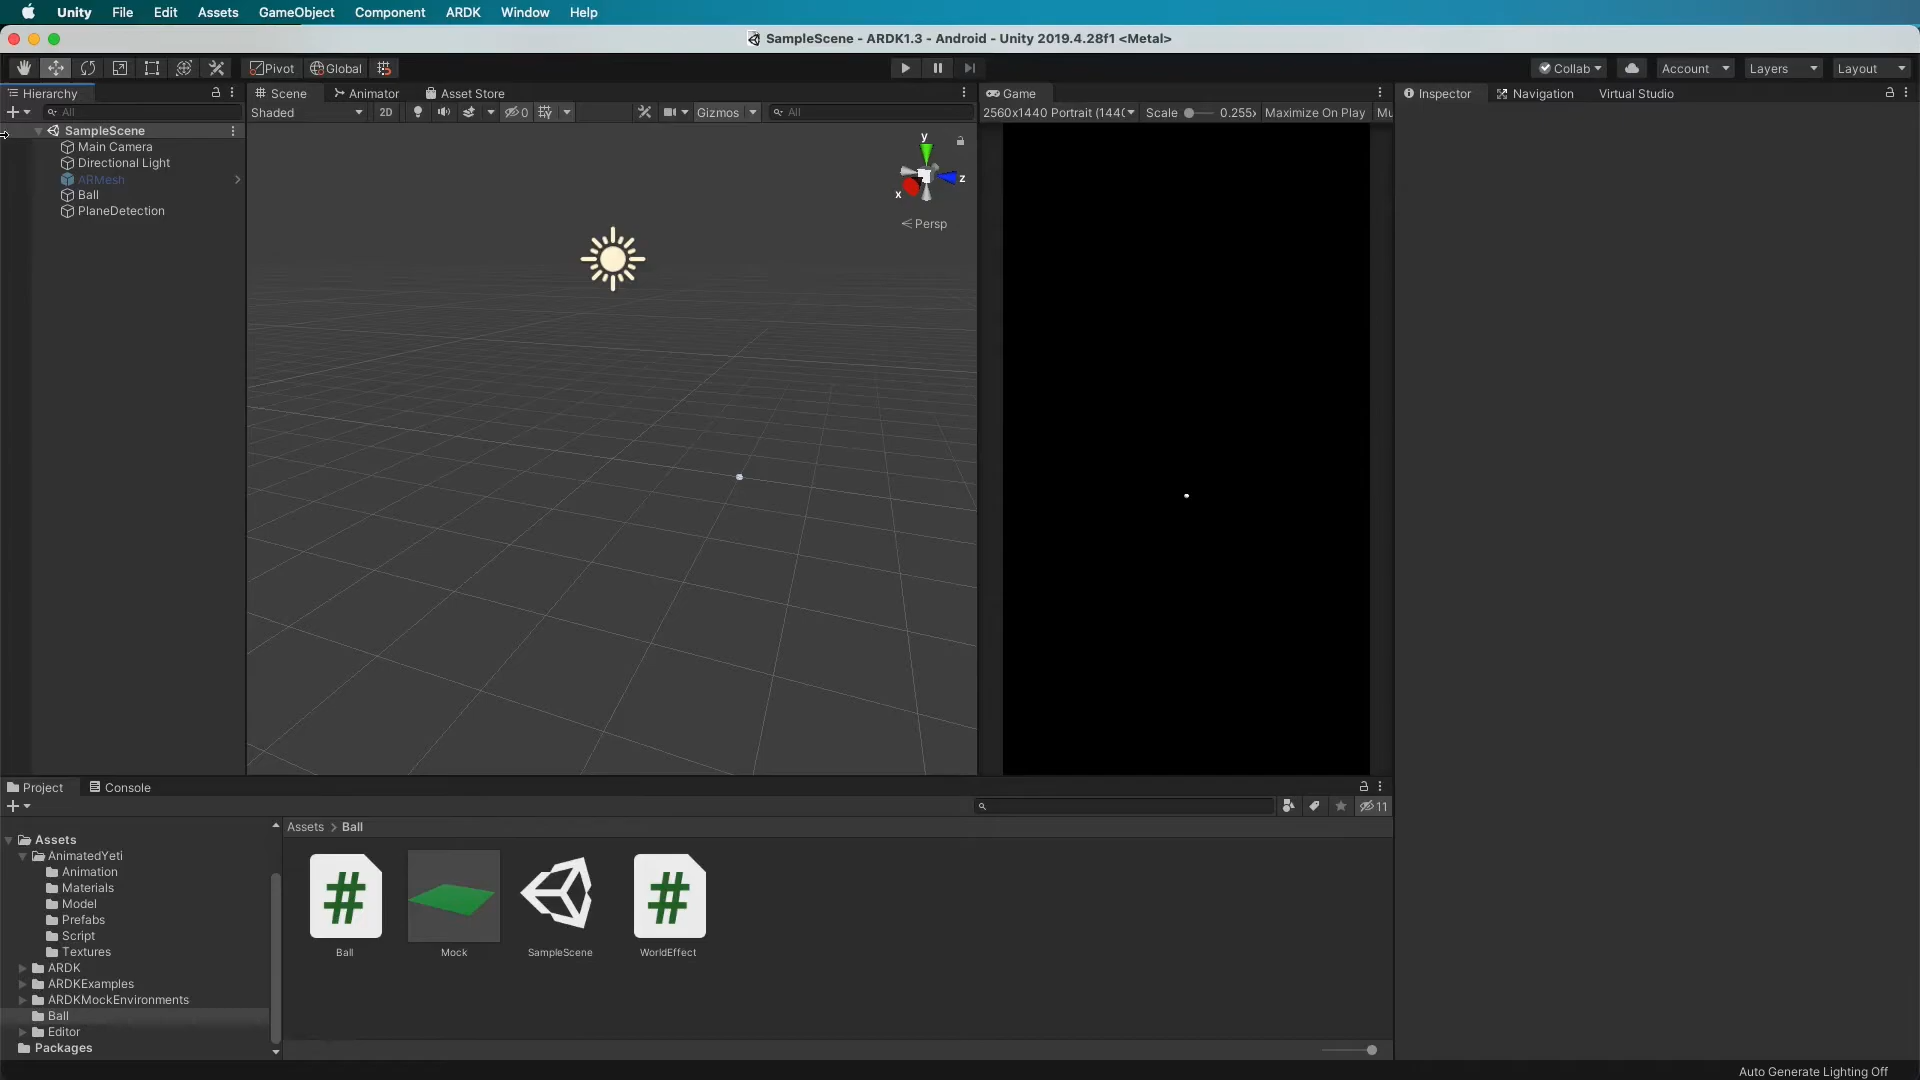 Unity File Edit Assets GameObject Component ARDK Window Help
SampleScene - ARDK1.3 - Android - Unity 2019.4.28f1 <Metal>
Pivot Global Collab Account Layers Layout
Hierarchy
All
SampleScene
Main Camera
Directional Light
ARMesh
Ball
PlaneDetection
Scene Animator Asset Store
Shaded 2D 0 Gizmos All
y
x
z
Persp
Game
2560x1440 Portrait (144( Scale 0.255x Maximize On Play Mu
Inspector Navigation Virtual Studio
Project Console
11
Assets
AnimatedYeti
Animation
Materials
Model
Prefabs
Script
Textures
ARDK
ARDKExamples
ARDKMockEnvironments
Ball
Editor
Packages
Assets > Ball
# #
Ball Mock SampleScene WorldEffect
Auto Generate Lighting Off